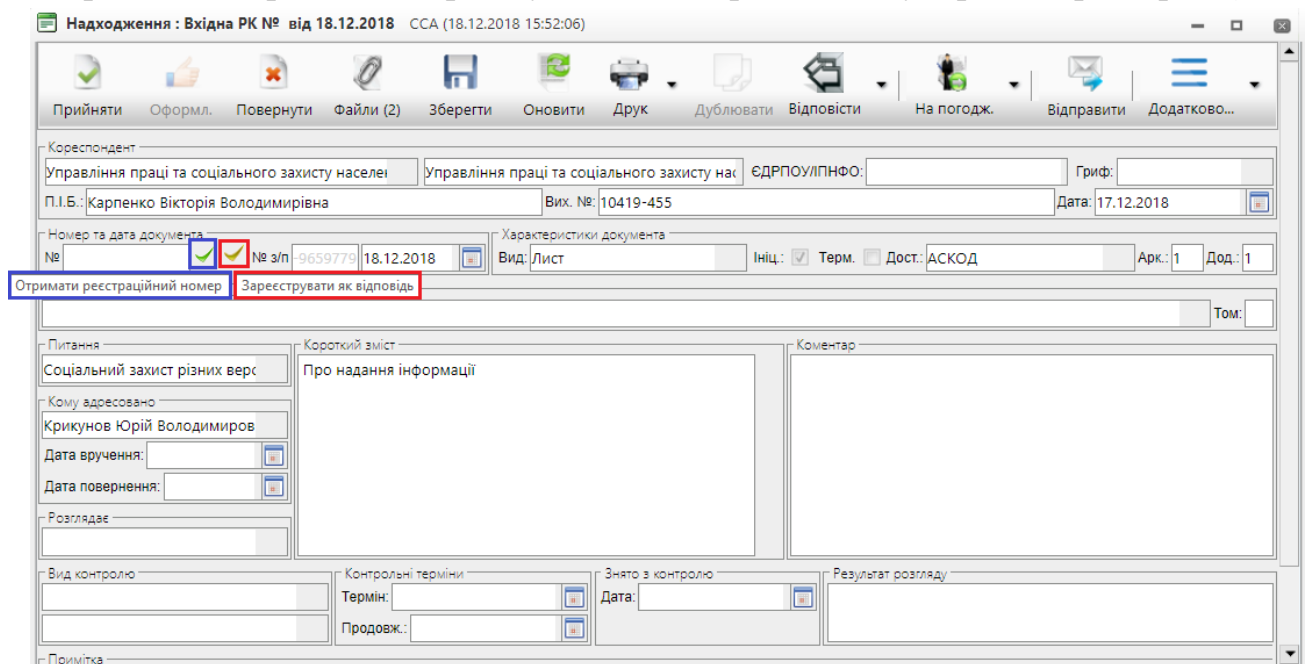 Надходження : Вхідна РК № від 18.12.2018 ССА (18.12.2018 15:52:06)
Прийняти Оформл. Повернути Файли (2) Зберегти Оновити Друк Дублювати Відповісти На погодж. Відправити Додатково...
Кореспондент
Управління праці та соціального захисту населен Управління праці та соціального захисту нас ЄДРПОУ/ІПНФО: Гриф:
П.І.Б.: Карпенко Вікторія Володимирівна Вих. №: 10419-455 Дата: 17.12.2018
Номер та дата документа Характеристики документа
№ № з/п -9659779 18.12.2018 Вид: Лист Ініц.: Терм. Дост.: АСКОД Арк.: 1 Дод.: 1
Отримати реєстраційний номер Зареєструвати як відповідь
Том:
Питання Короткий зміст Коментар
Соціальний захист різних верс Про надання інформації
Кому адресовано
Крикунов Юрій Володимиров
Дата вручення:
Дата повернення:
Розглядає
Вид контролю Контрольні терміни Знято з контролю Результат розгляду
Термін: Дата:
Продовж.:
Примітка